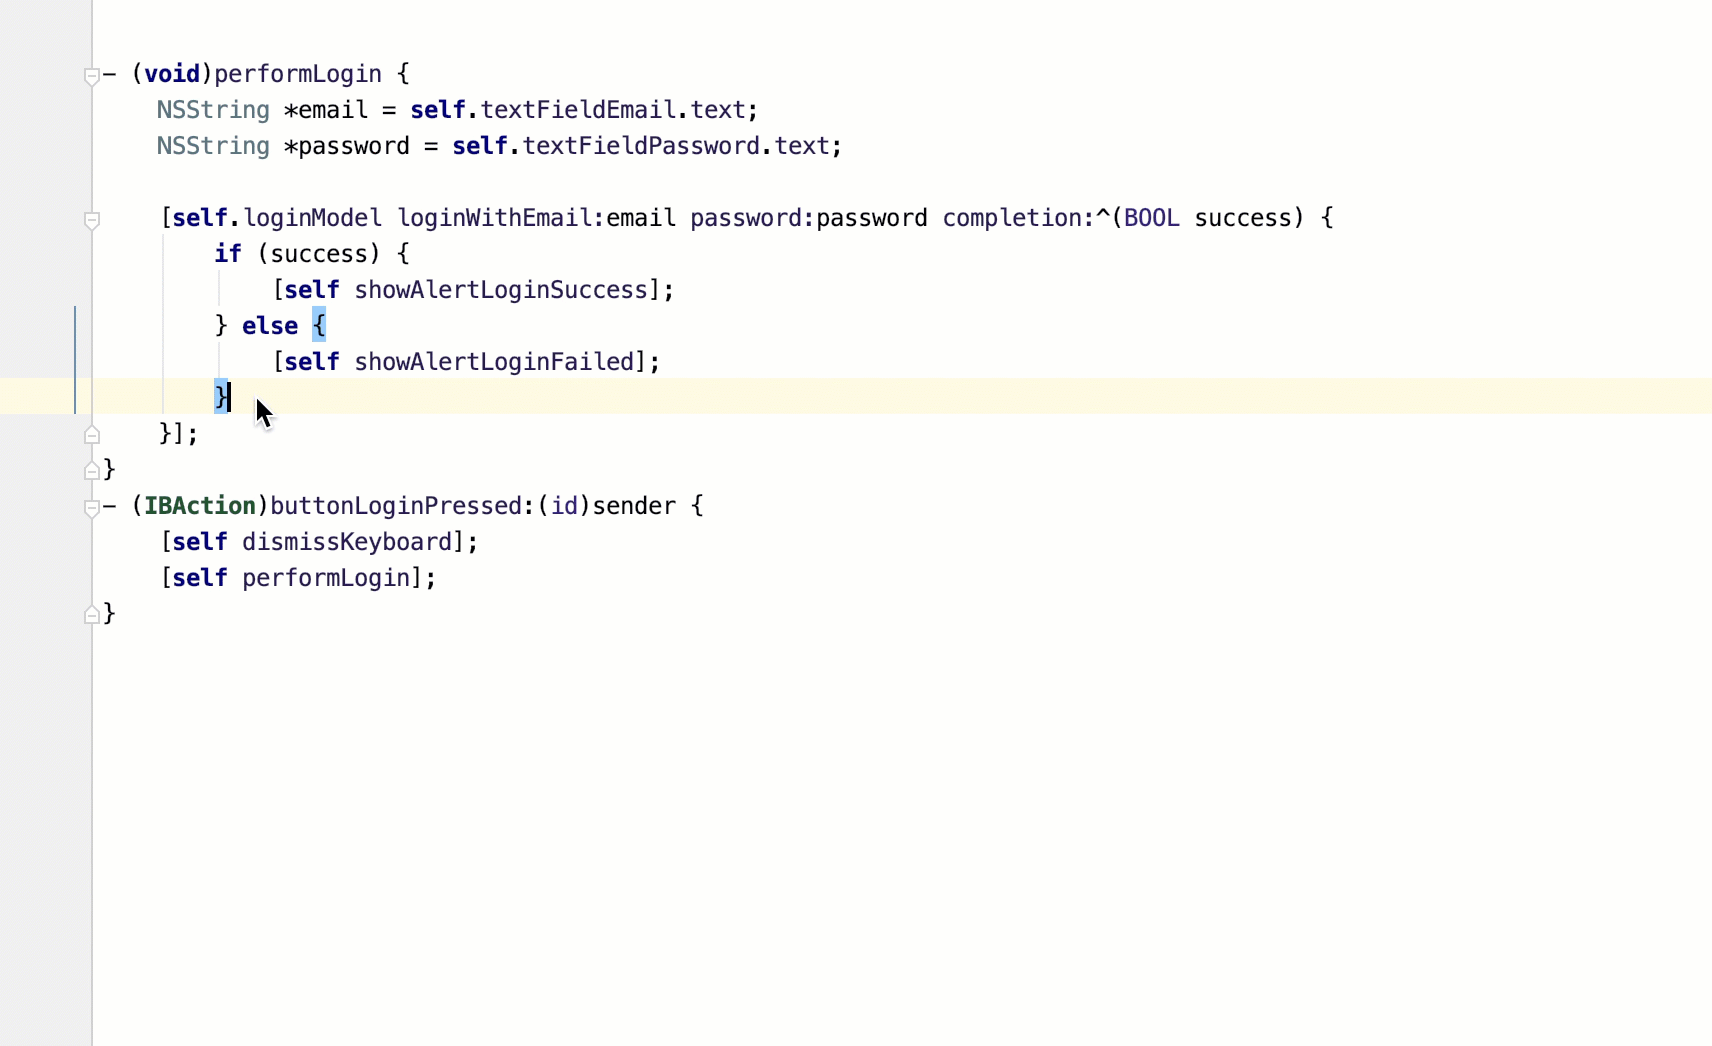 - (void)performLogin {
    NSString *email = self.textFieldEmail.text;
    NSString *password = self.textFieldPassword.text;

    [self.loginModel loginWithEmail:email password:password completion:^(BOOL success) {
        if (success) {
            [self showAlertLoginSuccess];
        } else {
            [self showAlertLoginFailed];
        }
    }];
}
- (IBAction)buttonLoginPressed:(id)sender {
    [self dismissKeyboard];
    [self performLogin];
}